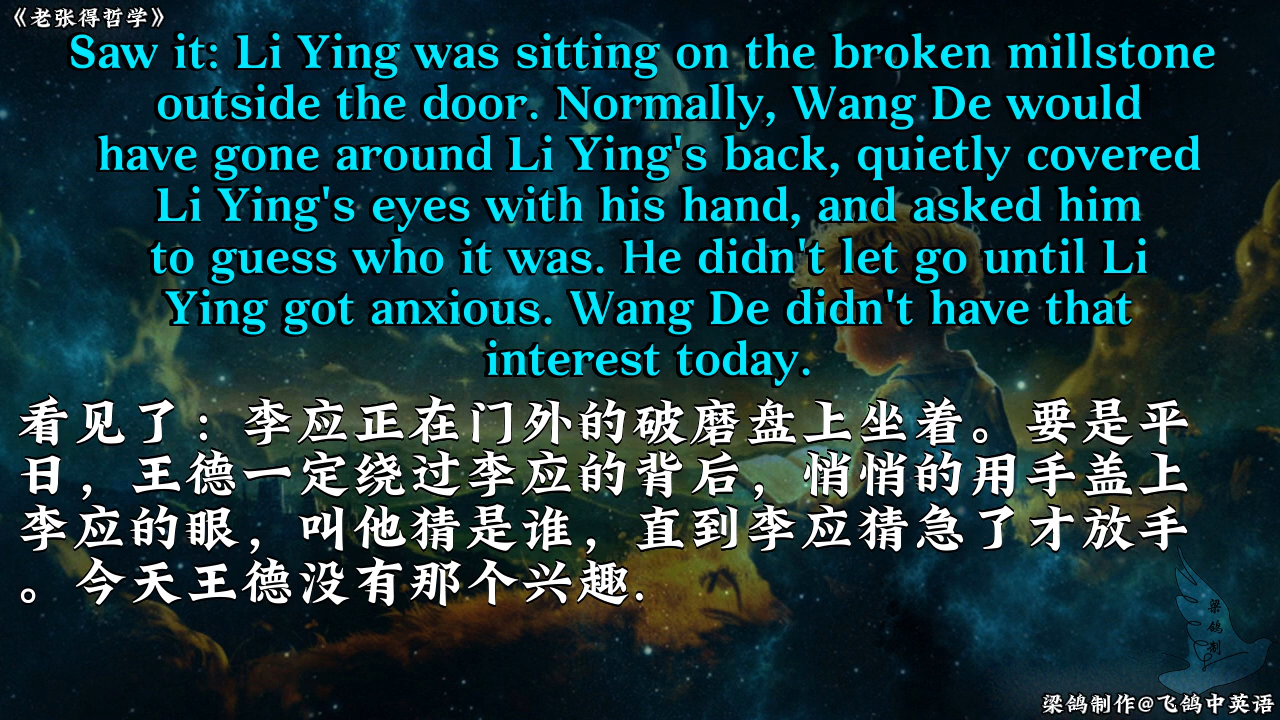 《老张得哲学》
Saw it: Li Ying was sitting on the broken millstone
outside the door. Normally, Wang De would
have gone around Li Ying's back, quietly covered
Li Ying's eyes with his hand, and asked him
to guess who it was. He didn't let go until Li
Ying got anxious. Wang De didn't have that
interest today.
看见了：李应正在门外的破磨盘上坐着。要是平
日，王德一定绕过李应的背后，悄悄的用手盖上
李应的眼，叫他猜是谁，直到李应猜急了才放手
。今天王德没有那个兴趣.
梁鸽制
梁鸽制作@飞鸽中英语